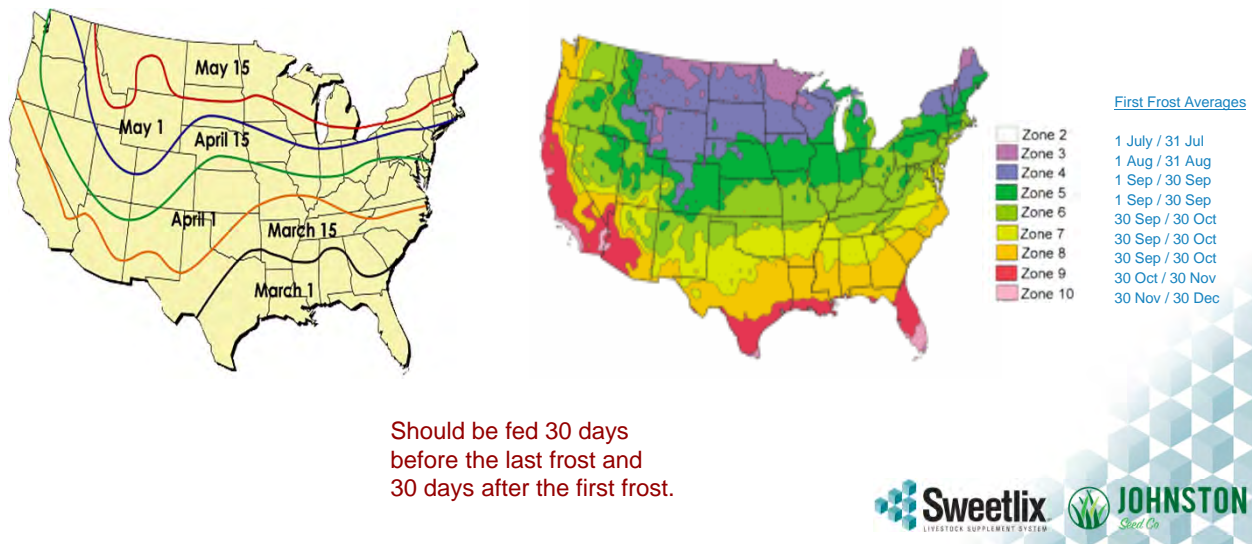 May 15
May 1
April 15
April 1
March 15
March 1
Zone 2
Zone 3
Zone 4
Zone 5
Zone 6
Zone 7
Zone 8
Zone 9
Zone 10
First Frost Averages
1 July / 31 Jul
1 Aug / 31 Aug
1 Sep / 30 Sep
1 Sep / 30 Sep
30 Sep / 30 Oct
30 Sep / 30 Oct
30 Sep / 30 Oct
30 Oct / 30 Nov
30 Nov / 30 Dec
Should be fed 30 days
before the last frost and
30 days after the first frost.
Sweetlix
LIVESTOCK SUPPLEMENT SYSTEM
JOHNSTON
Seed Co